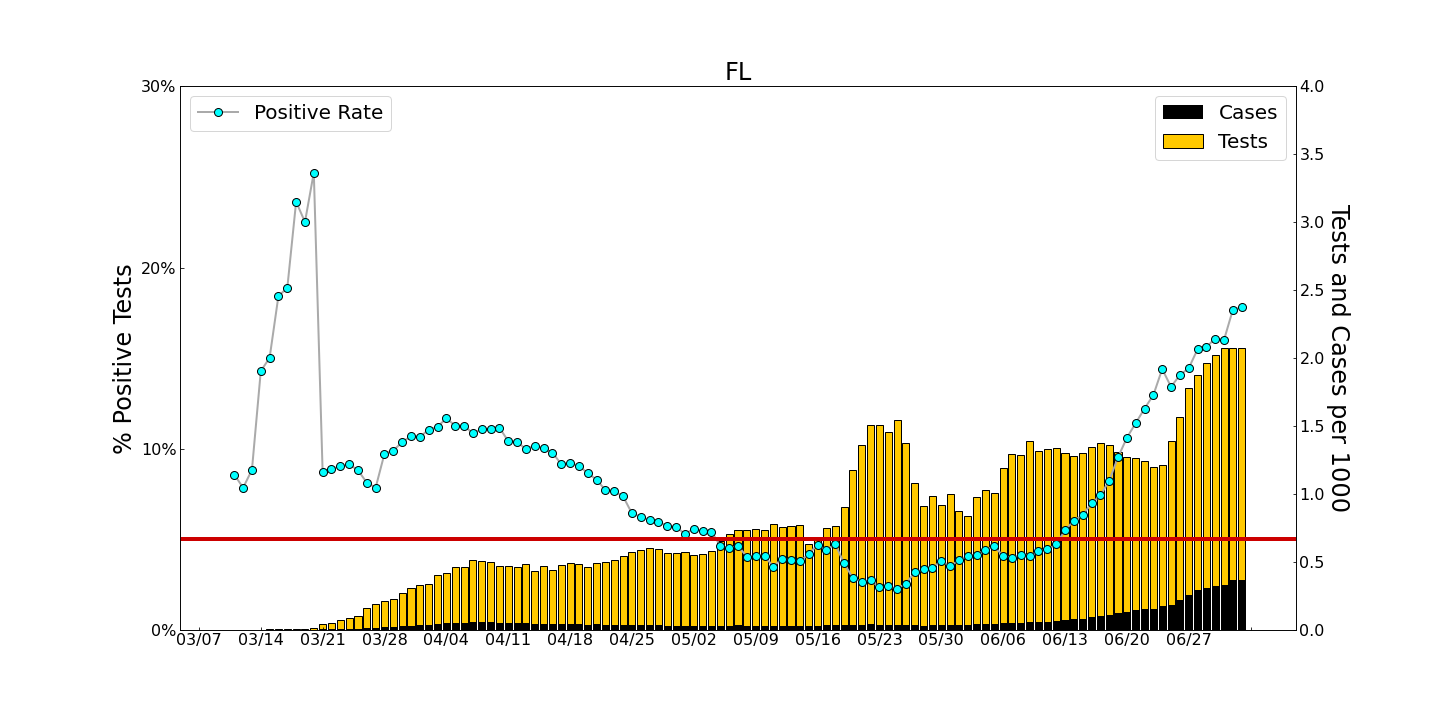 FL
Positive Rate
Cases
Tests
% Positive Tests
30%
20%
10%
0%
Tests and Cases per 1000
4.0
3.5
3.0
2.5
2.0
1.5
1.0
0.5
0.0
03/07 03/14 03/21 03/28 04/04 04/11 04/18 04/25 05/02 05/09 05/16 05/23 05/30 06/06 06/13 06/20 06/27